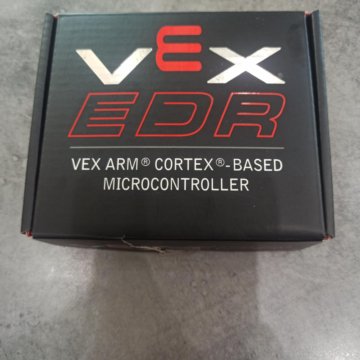 VEX
EDR
VEX ARM® CORTEX®-BASED
MICROCONTROLLER